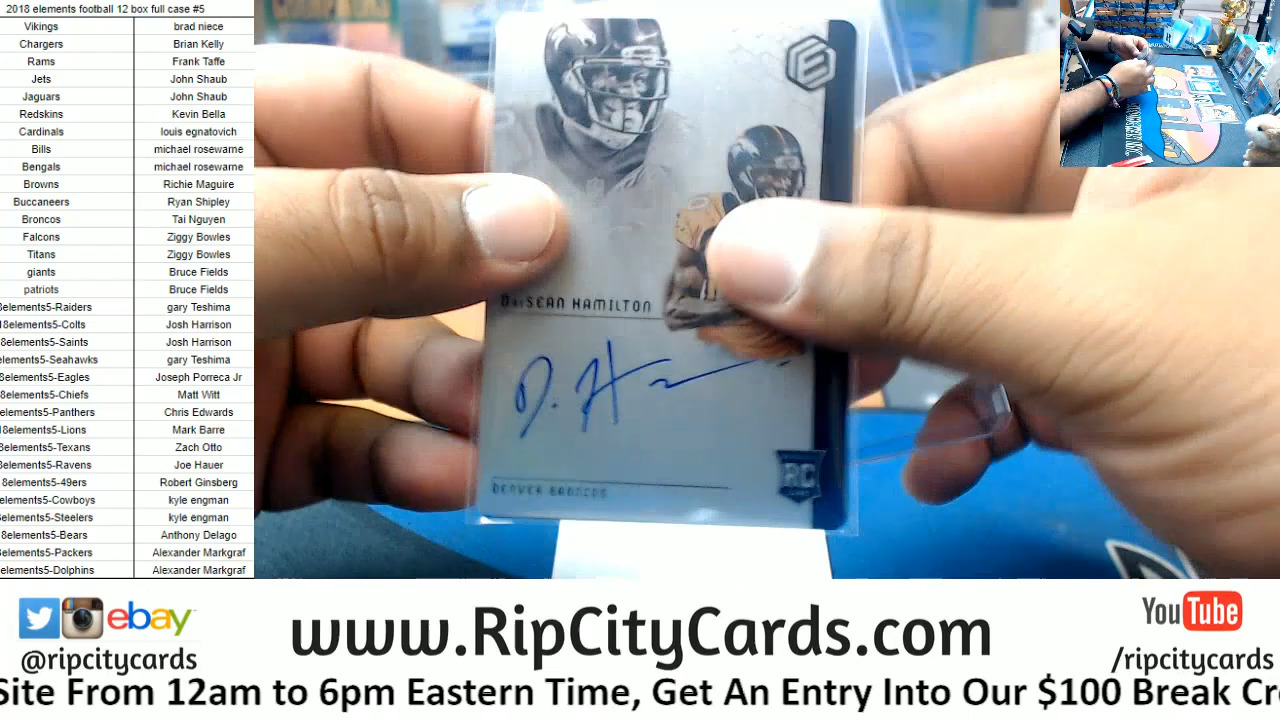 2018 elements football 12 box full case #5
Vikings brad niece
Chargers Brian Kelly
Rams Frank Taffe
Jets John Shaub
Jaguars John Shaub
Redskins Kevin Bella
Cardinals louis egnatovich
Bills michael rosewarne
Bengals michael rosewarne
Browns Richie Maguire
Buccaneers Ryan Shipley
Broncos Tai Nguyen
Falcons Ziggy Bowles
Titans Ziggy Bowles
giants Bruce Fields
patriots Bruce Fields
8elements5-Raiders gary Teshima
18elements5-Colts Josh Harrison
8elements5-Saints Josh Harrison
elements5-Seahawks gary Teshima
8elements5-Eagles Joseph Porreca Jr
8elements5-Chiefs Matt Witt
elements5-Panthers Chris Edwards
18elements5-Lions Mark Barre
8elements5-Texans Zach Otto
8elements5-Ravens Joe Hauer
8elements5-49ers Robert Ginsberg
elements5-Cowboys kyle engman
8elements5-Steelers kyle engman
8elements5-Bears Anthony Delago
elements5-Packers Alexander Markgraf
elements5-Dolphins Alexander Markgraf
E
DaeSEAN HAMILTON
D. H
RC
DENVER BRONCOS
ebay
@ripcitycards
www.RipCityCards.com
YouTube
/ripcitycards
Site From 12am to 6pm Eastern Time, Get An Entry Into Our $100 Break Cr